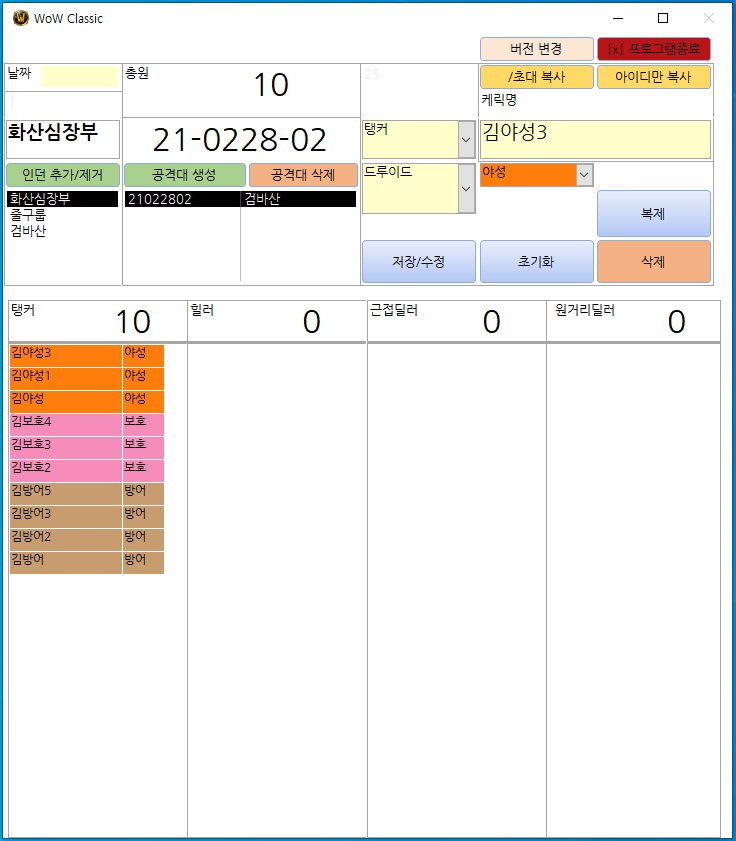 WoW Classic
버전 변경
[x] 프로그램종료
날짜
총원
10
25
/초대 복사
아이디만 복사
1
케릭명
화산심장부
21-0228-02
탱커
김야성3
인던 추가/제거
공격대 생성
공격대 삭제
드루이드
야성
화산심장부
21022802 검바산
줄구룹
검바산
복제
저장/수정
초기화
삭제
탱커 10
힐러 0
근접딜러 0
원거리딜러 0
김야성3 야성
김야성1 야성
김야성 야성
김보호4 보호
김보호3 보호
김보호2 보호
김방어5 방어
김방어3 방어
김방어2 방어
김방어 방어